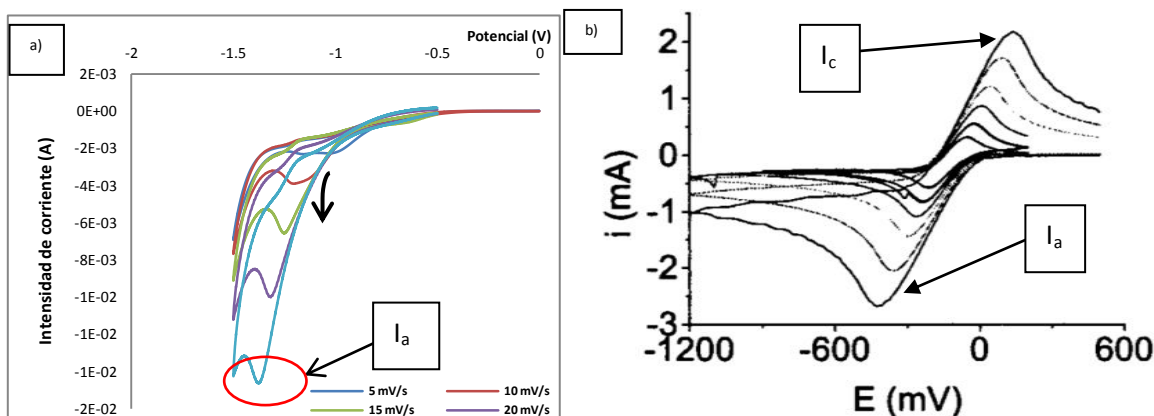 a)
Potencial (V)
-2 -1.5 -1 -0.5 0
2E-03
0E+00
-2E-03
-4E-03
-6E-03
-8E-03
-1E-02
-1E-02
-1E-02
-2E-02
Intensidad de corriente (A)
Ia
5 mV/s 10 mV/s
15 mV/s 20 mV/s
b)
Ic
2
1
0
-1
-2
-3
i (mA)
Ia
-1200 -600 0 600
E (mV)